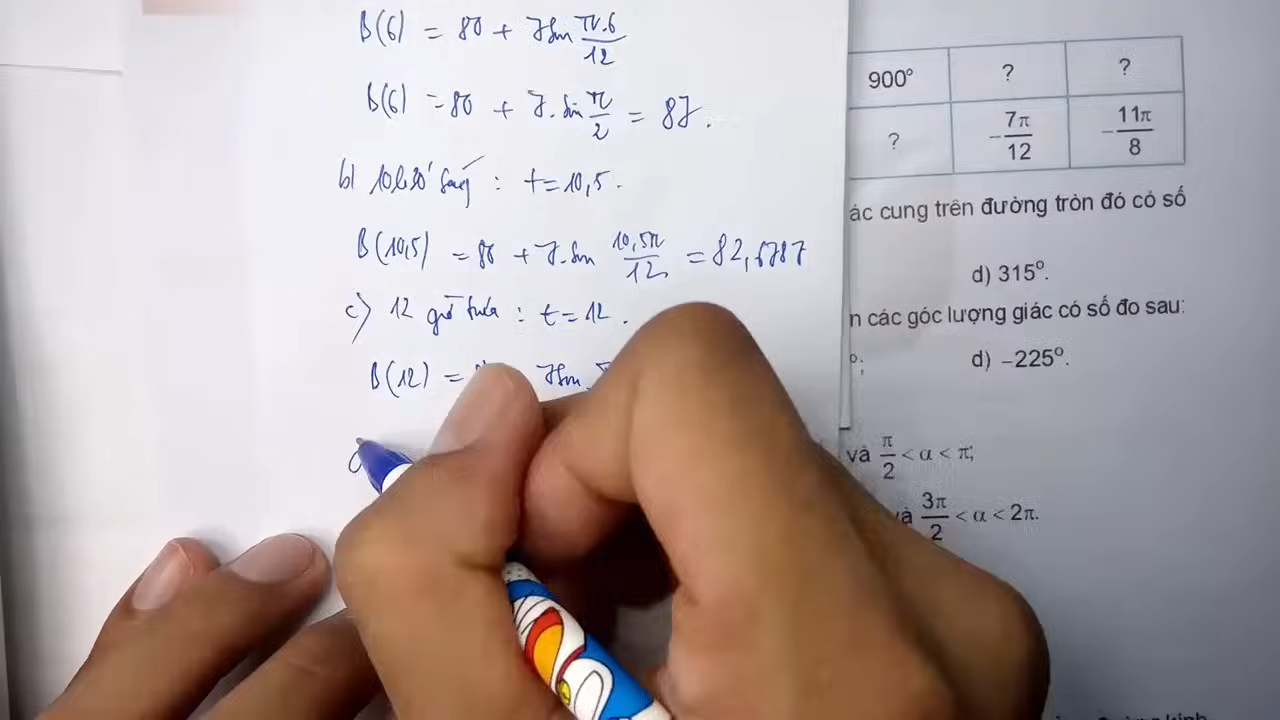 B(6) = 80 + 7sin π.6/12
B(6) = 80 + 7.sin π/2 = 87.
b) 10h30' sáng : t=10,5.
B(10,5) = 80 + 7.sin 10,5π/12 = 82,6787
c) 12 giờ trưa : t=12.
B(12) = 7sin
900° ? ?
? -7π/12 -11π/8
ác cung trên đường tròn đó có số
d) 315°.
n các góc lượng giác có số đo sau:
°; d) –225°.
và π/2 < α < π;
à 3π/2 < α < 2π.